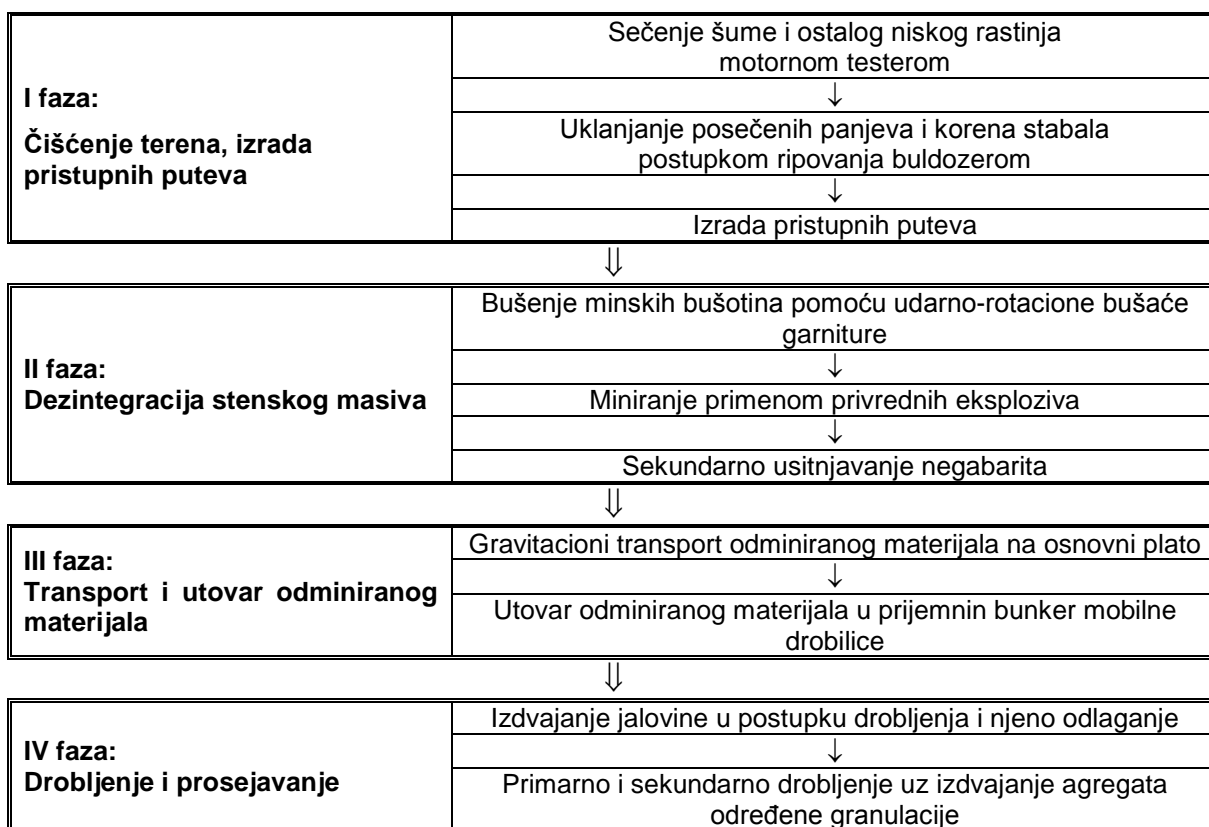 I faza:
Čišćenje terena, izrada
pristupnih puteva
Sečenje šume i ostalog niskog rastinja
motornom testerom
↓
Uklanjanje posečenih panjeva i korena stabala
postupkom ripovanja buldozerom
↓
Izrada pristupnih puteva
⇓
II faza:
Dezintegracija stenskog masiva
Bušenje minskih bušotina pomoću udarno-rotacione bušaće
garniture
↓
Miniranje primenom privrednih eksploziva
↓
Sekundarno usitnjavanje negabarita
⇓
III faza:
Transport i utovar odminiranog
materijala
Gravitacioni transport odminiranog materijala na osnovni plato
↓
Utovar odminiranog materijala u prijemnin bunker mobilne
drobilice
⇓
IV faza:
Drobljenje i prosejavanje
Izdvajanje jalovine u postupku drobljenja i njeno odlaganje
↓
Primarno i sekundarno drobljenje uz izdvajanje agregata
određene granulacije